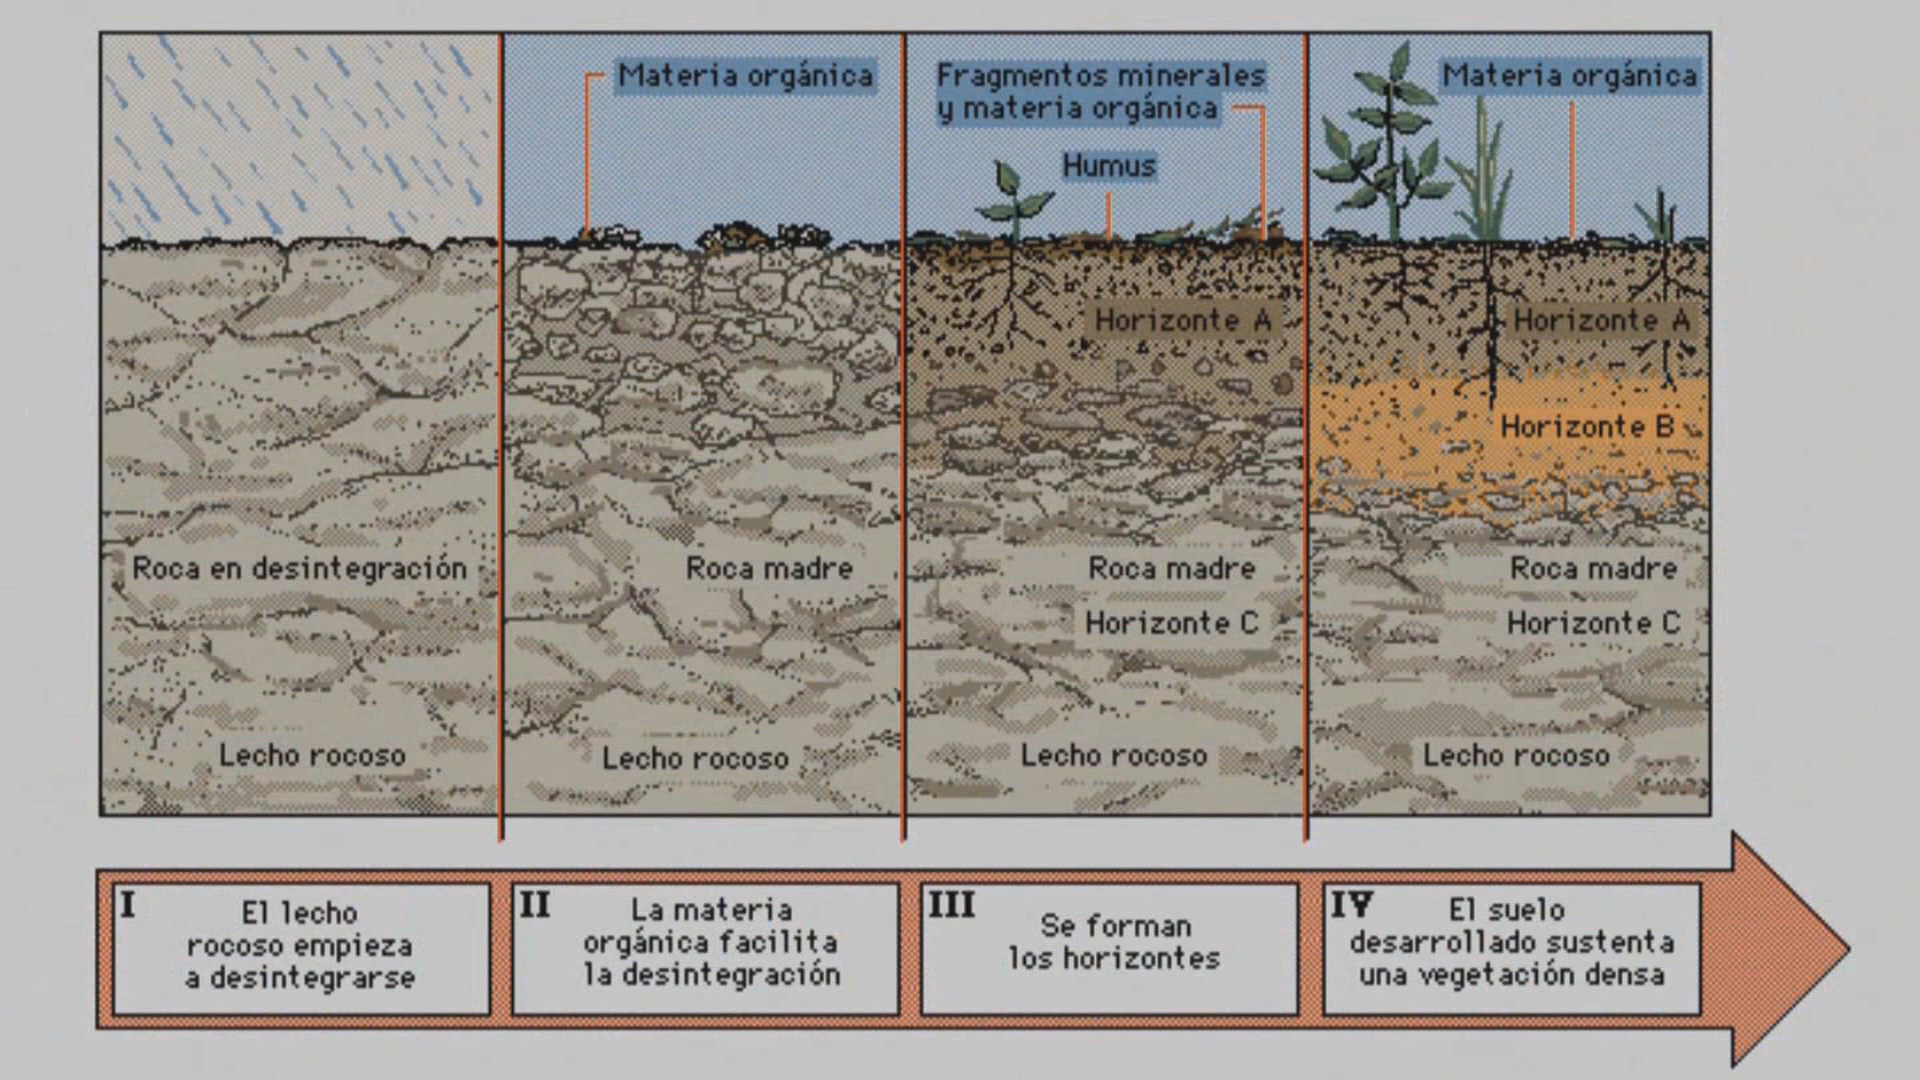 Materia orgánica
Fragmentos minerales
y materia orgánica
Humus
Materia orgánica
Horizonte A
Horizonte A
Horizonte B
Roca en desintegración
Roca madre
Roca madre
Roca madre
Horizonte C
Horizonte C
Lecho rocoso
Lecho rocoso
Lecho rocoso
Lecho rocoso
I
El lecho
rocoso empieza
a desintegrarse
II
La materia
orgánica facilita
la desintegración
III
Se forman
los horizontes
IV
El suelo
desarrollado sustenta
una vegetación densa